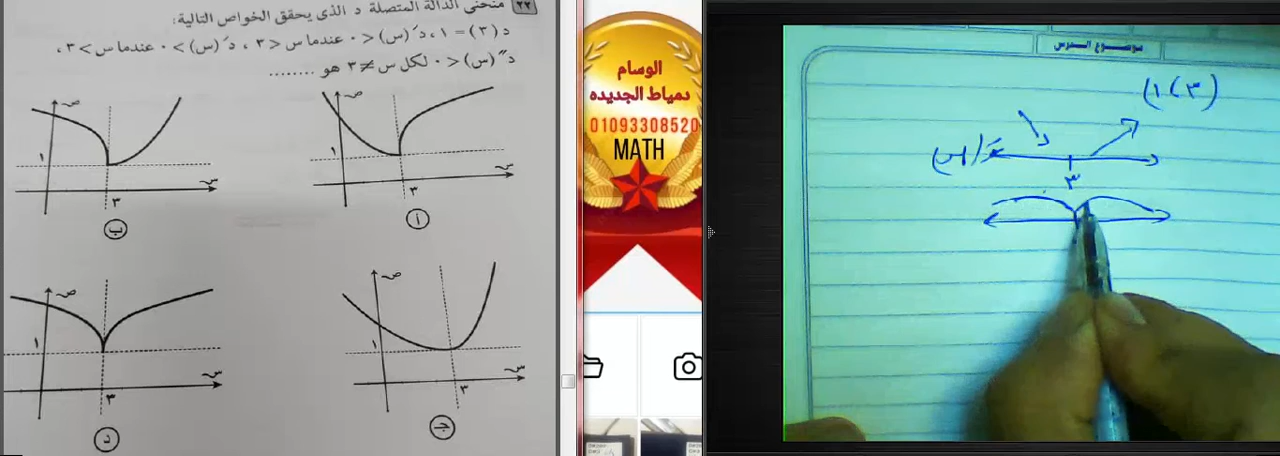 ٢٢ منحنى الدالة المتصلة د الذى يحقق الخواص التالية:
د (٣) = ١ ، د´(س) < ٠ عندما س < ٣ ، د´(س) > ٠ عندما س > ٣ ،
د´´(س) < ٠ لكل س ≠ ٣ هو ........
ص
١
٣
س
أ
ص
١
٣
س
ب
ص
١
٣
س
جـ
ص
١
٣
س
د
الوسام
دمياط الجديده
01093308520
MATH
موضوع الدرس
(٣ ، ١)
د´(س)
٣